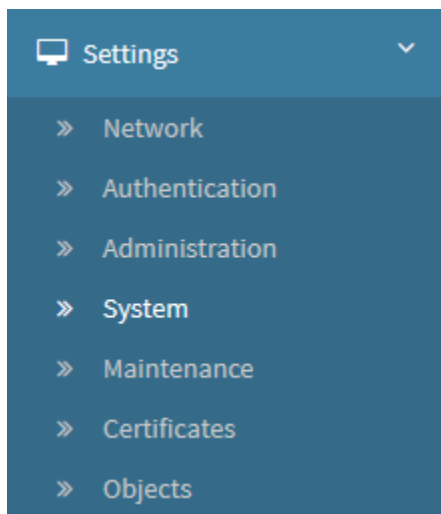 Settings
Network
Authentication
Administration
System
Maintenance
Certificates
Objects